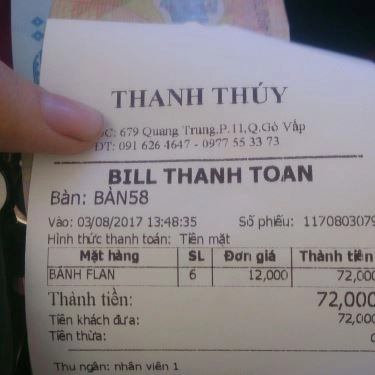 THANH THÚY
ĐC: 679 Quang Trung,P.11,Q.Gò Vấp
ĐT: 091 626 4647 - 0977 55 33 73
BILL THANH TOAN
Bàn: BÀN58
Vào: 03/08/2017 13:48:35 Số phiếu: 1170803079
Hình thức thanh toán: Tiền mặt
Mặt hàng SL Đơn giá Thành tiền
BÁNH FLAN 6 12,000 72,000
Thành tiền: 72,000
Tiền khách đưa: 72,000
Tiền thừa: 0
Thu ngân: nhân viên 1